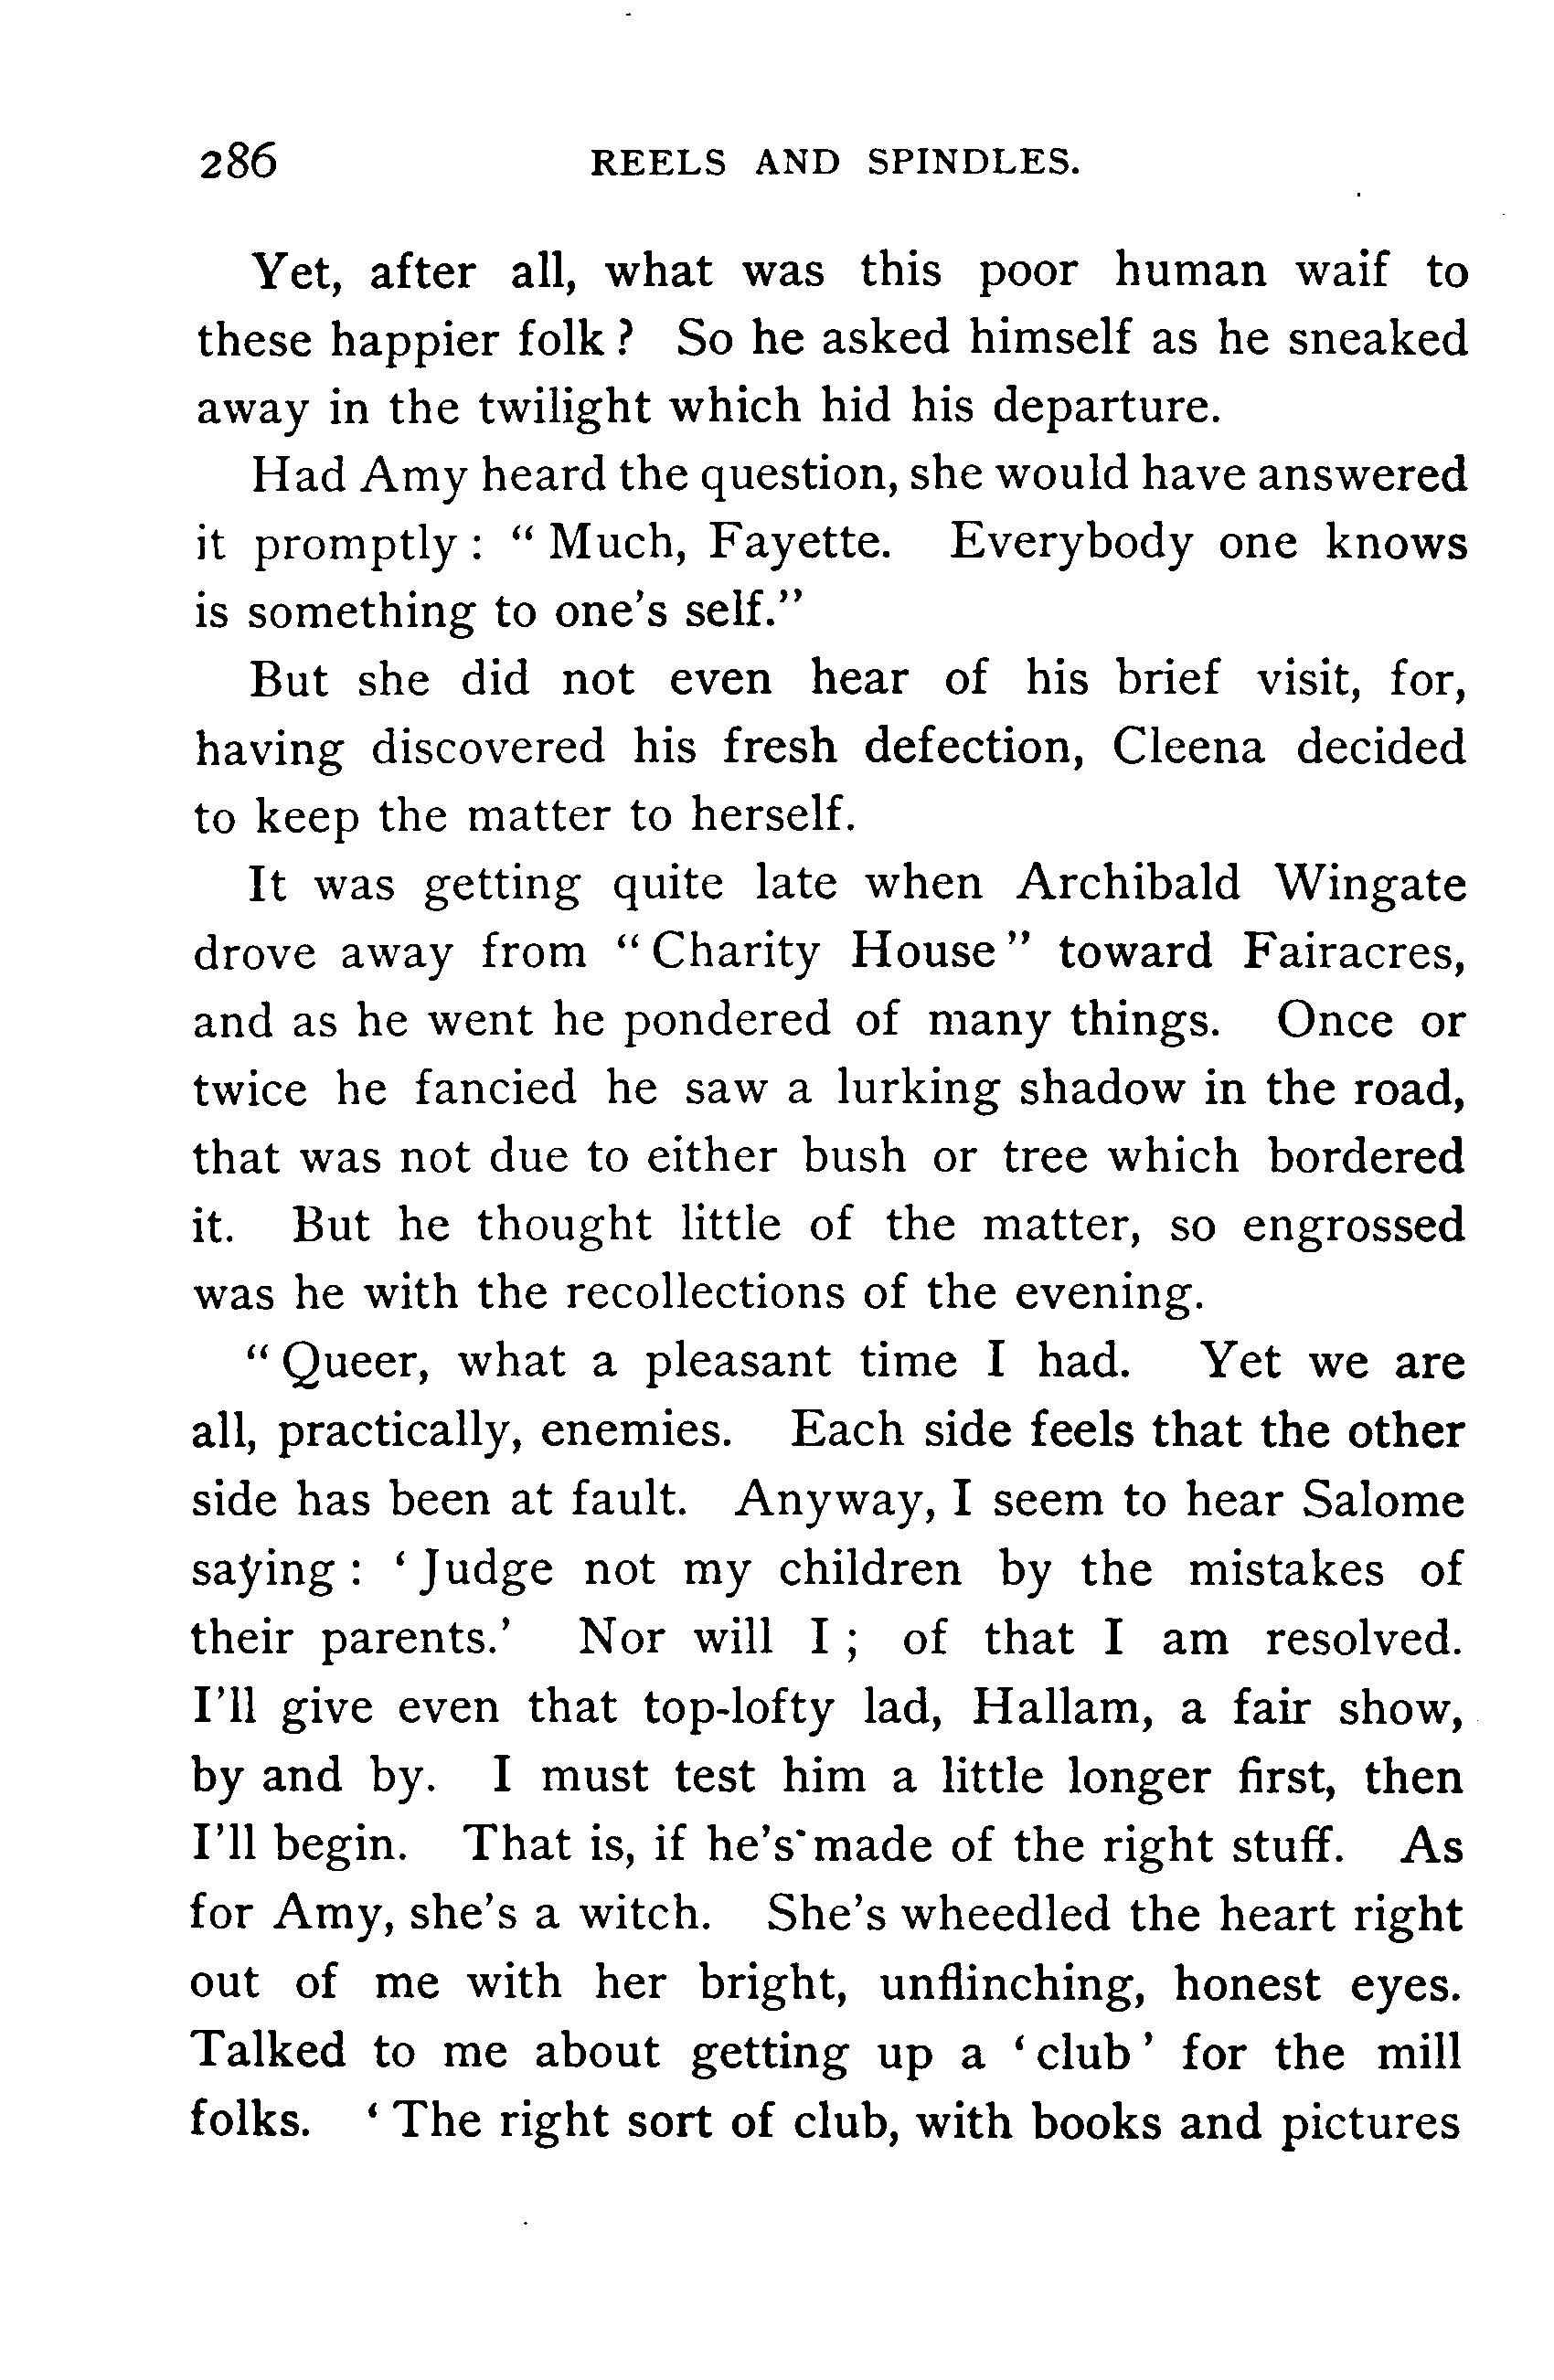 286 REELS AND SPINDLES.
Yet, after all, what was this poor human waif to
these happier folk? So he asked himself as he sneaked
away in the twilight which hid his departure.
Had Amy heard the question, she would have answered
it promptly: "Much, Fayette. Everybody one knows
is something to one's self."
But she did not even hear of his brief visit, for,
having discovered his fresh defection, Cleena decided
to keep the matter to herself.
It was getting quite late when Archibald Wingate
drove away from "Charity House" toward Fairacres,
and as he went he pondered of many things. Once or
twice he fancied he saw a lurking shadow in the road,
that was not due to either bush or tree which bordered
it. But he thought little of the matter, so engrossed
was he with the recollections of the evening.
"Queer, what a pleasant time I had. Yet we are
all, practically, enemies. Each side feels that the other
side has been at fault. Anyway, I seem to hear Salome
saying: 'Judge not my children by the mistakes of
their parents.' Nor will I; of that I am resolved.
I'll give even that top-lofty lad, Hallam, a fair show,
by and by. I must test him a little longer first, then
I'll begin. That is, if he's made of the right stuff. As
for Amy, she's a witch. She's wheedled the heart right
out of me with her bright, unflinching, honest eyes.
Talked to me about getting up a 'club' for the mill
folks. 'The right sort of club, with books and pictures